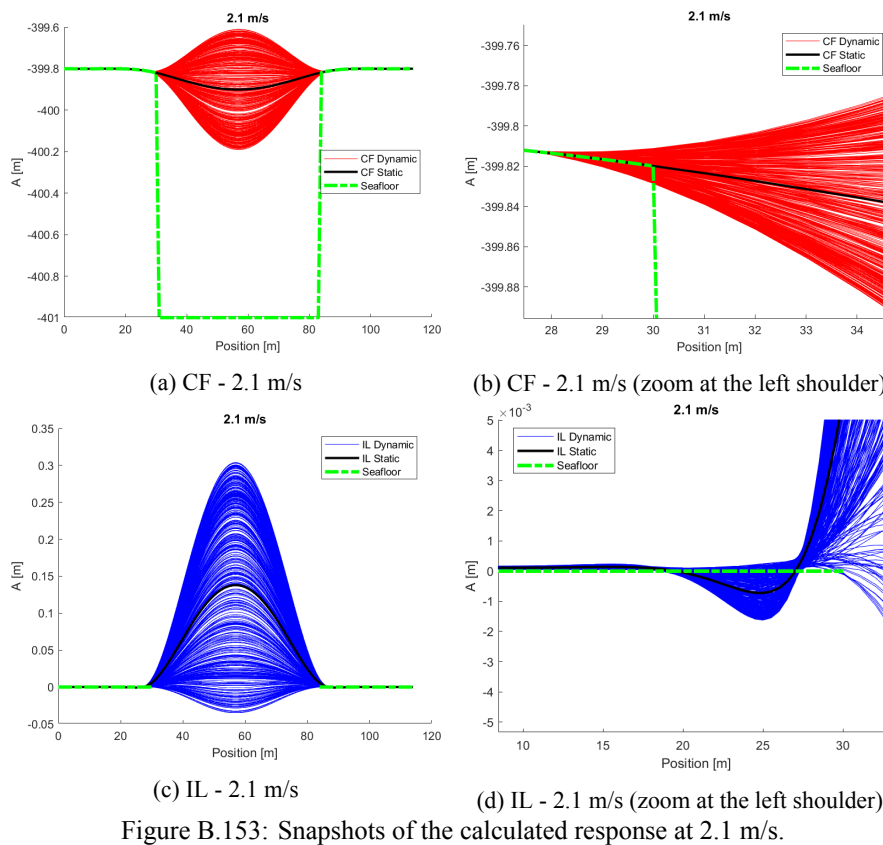 2.1 m/s
-399.6
-399.8
-400
-400.2
-400.4
-400.6
-400.8
-401
A [m]
CF Dynamic
CF Static
Seafloor
0 20 40 60 80 100 120
Position [m]
(a) CF - 2.1 m/s
2.1 m/s
-399.76
-399.78
-399.8
-399.82
-399.84
-399.86
-399.88
A [m]
CF Dynamic
CF Static
Seafloor
28 29 30 31 32 33 34
Position [m]
(b) CF - 2.1 m/s (zoom at the left shoulder)
2.1 m/s
0.35
0.3
0.25
0.2
0.15
0.1
0.05
0
-0.05
A [m]
IL Dynamic
IL Static
Seafloor
0 20 40 60 80 100 120
Position [m]
(c) IL - 2.1 m/s
2.1 m/s
×10-3
5
4
3
2
1
0
-1
-2
-3
-4
-5
A [m]
IL Dynamic
IL Static
Seafloor
10 15 20 25 30
Position [m]
(d) IL - 2.1 m/s (zoom at the left shoulder)
Figure B.153: Snapshots of the calculated response at 2.1 m/s.